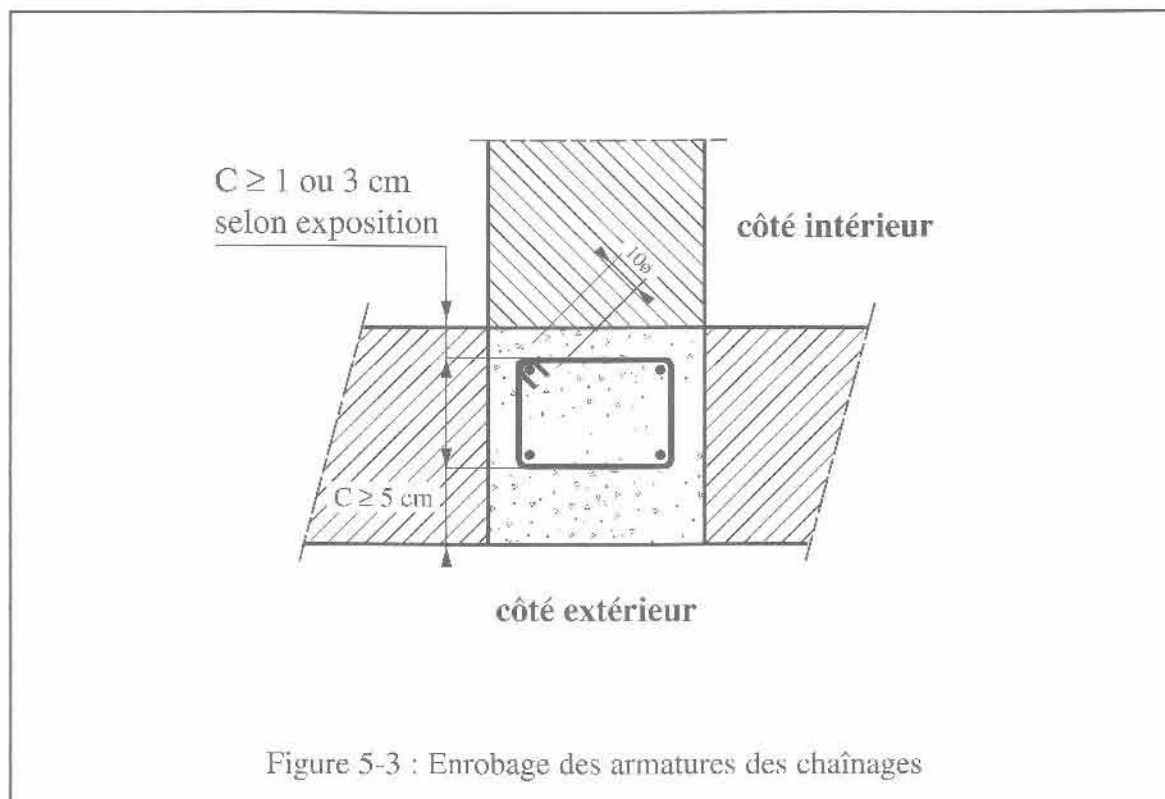 C ≥ 1 ou 3 cm
selon exposition
côté intérieur
10ø
C ≥ 5 cm
côté extérieur
Figure 5-3 : Enrobage des armatures des chaînages